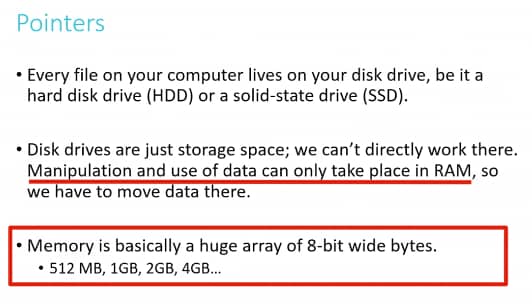 Pointers
• Every file on your computer lives on your disk drive, be it a
hard disk drive (HDD) or a solid-state drive (SSD).
• Disk drives are just storage space; we can’t directly work there.
Manipulation and use of data can only take place in RAM, so
we have to move data there.
• Memory is basically a huge array of 8-bit wide bytes.
• 512 MB, 1GB, 2GB, 4GB…